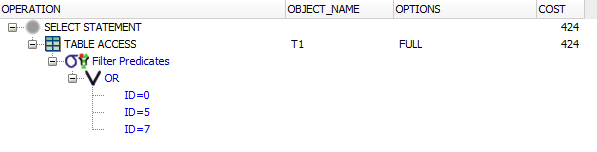 OPERATION OBJECT_NAME OPTIONS COST
SELECT STATEMENT 424
TABLE ACCESS T1 FULL 424
Filter Predicates
OR
ID=0
ID=5
ID=7